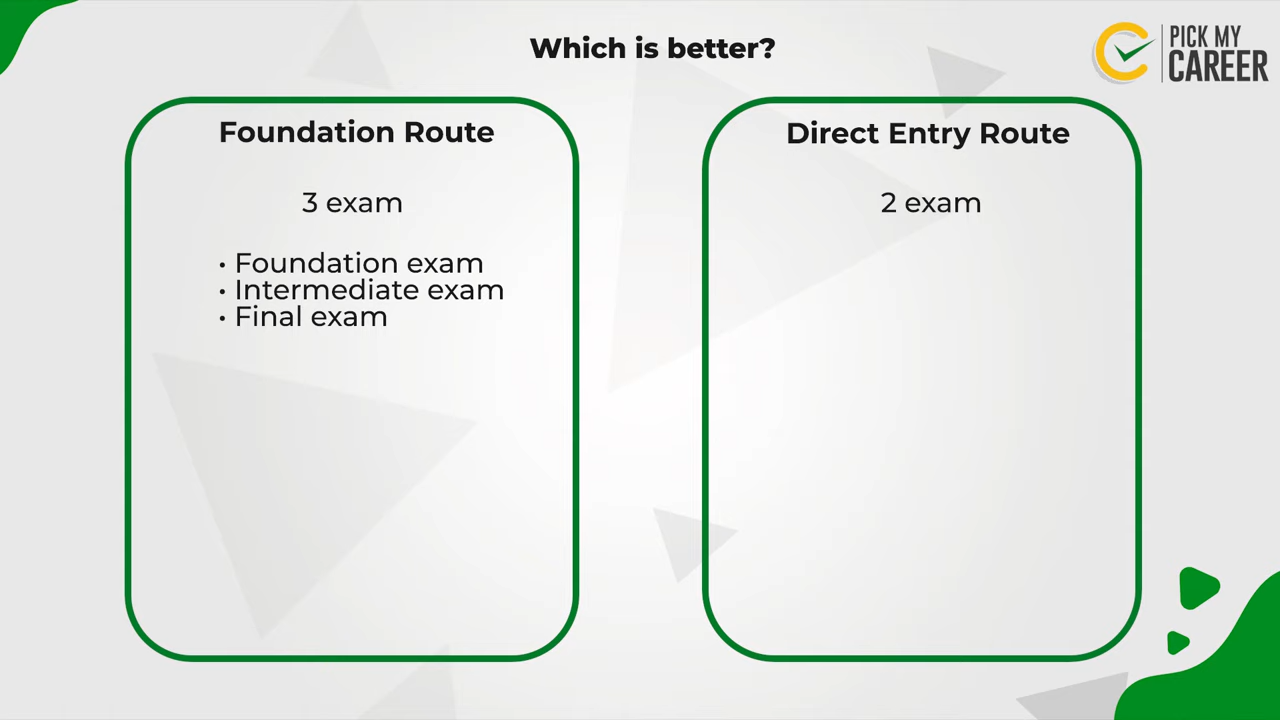 Which is better?
PICK MY
CAREER
Foundation Route
3 exam
• Foundation exam
• Intermediate exam
• Final exam
Direct Entry Route
2 exam